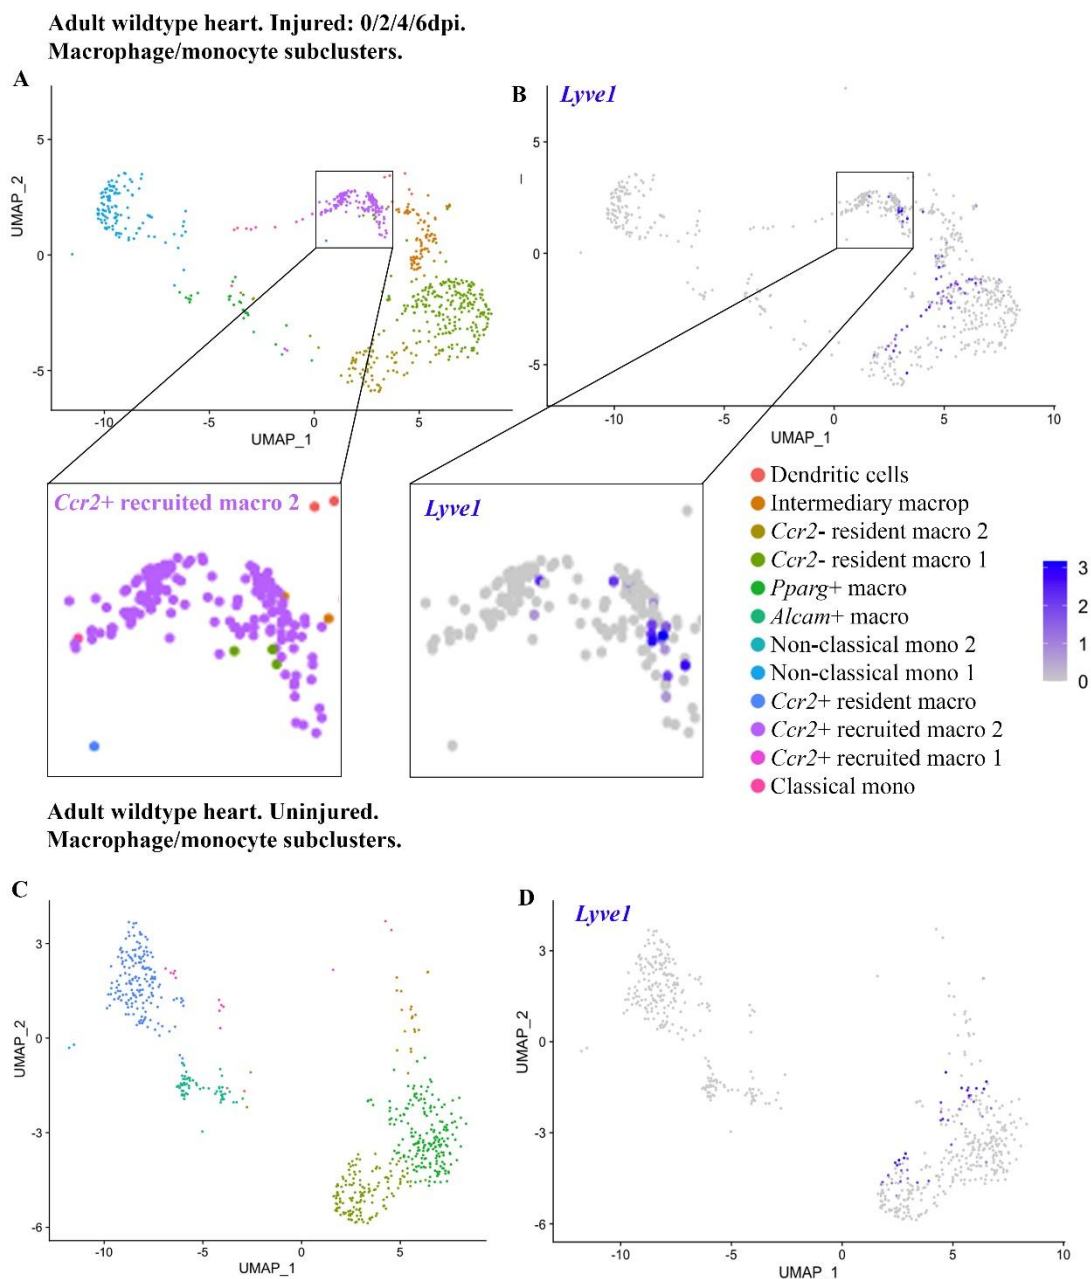 Adult wildtype heart. Injured: 0/2/4/6dpi.
Macrophage/monocyte subclusters.
A
UMAP_2
5
0
-5
-10
-5
0
5
UMAP_1
B
Lyve1
5
0
-5
-10
-5
0
5
10
UMAP_1
Ccr2+ recruited macro 2
Lyve1
Dendritic cells
Intermediary macrop
Ccr2- resident macro 2
Ccr2- resident macro 1
Pparg+ macro
Alcam+ macro
Non-classical mono 2
Non-classical mono 1
Ccr2+ resident macro
Ccr2+ recruited macro 2
Ccr2+ recruited macro 1
Classical mono
3
2
1
0
Adult wildtype heart. Uninjured.
Macrophage/monocyte subclusters.
C
UMAP_2
3
0
-3
-6
-10
-5
0
5
UMAP_1
D
Lyve1
UMAP_2
3
0
-3
-6
-10
-5
0
5
10
UMAP_1